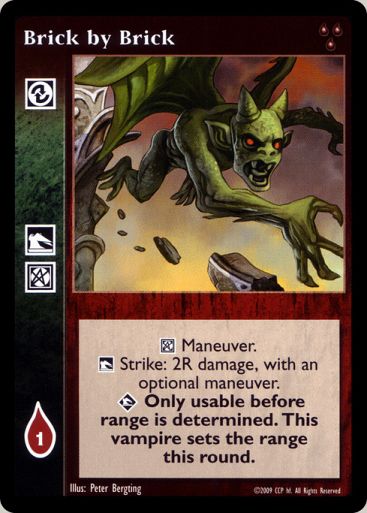 Brick by Brick
Maneuver.
Strike: 2R damage, with an
optional maneuver.
Only usable before
range is determined. This
vampire sets the range
this round.
1
Illus: Peter Bergting
©2009 CCP hf. All Rights Reserved